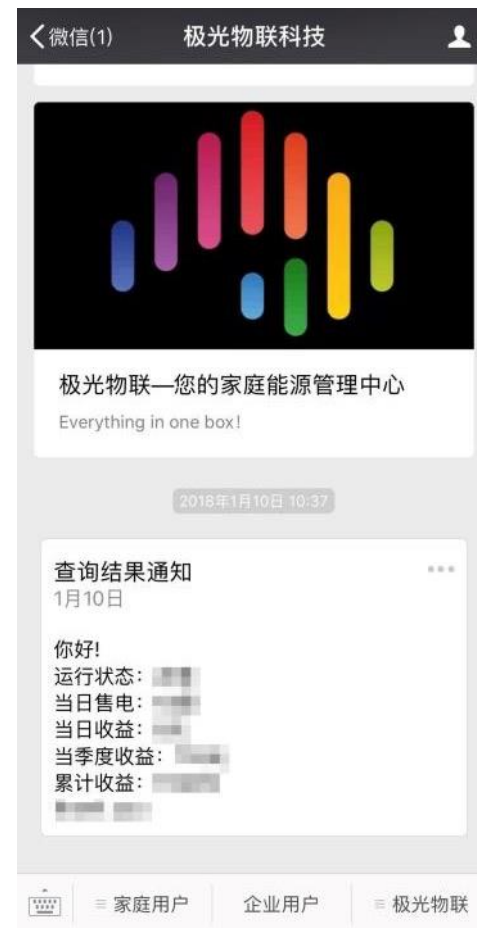 微信(1)
极光物联科技
极光物联—您的家庭能源管理中心
Everything in one box!
2018年1月10日 10:37
查询结果通知
1月10日
你好!
运行状态:
当日售电:
当日收益:
当季度收益:
累计收益:
家庭用户
企业用户
极光物联